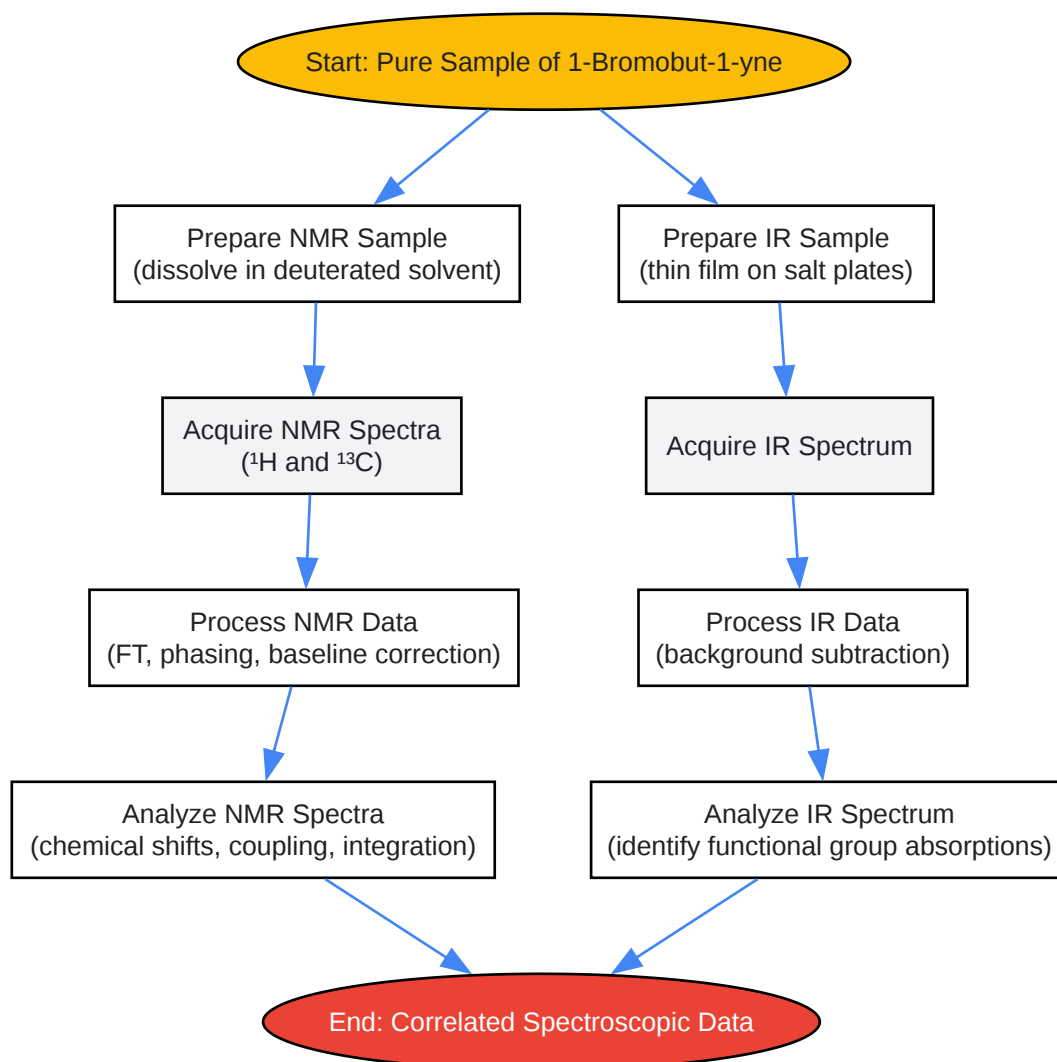 Start: Pure Sample of 1-Bromobut-1-yne
Prepare NMR Sample
(dissolve in deuterated solvent)
Prepare IR Sample
(thin film on salt plates)
Acquire NMR Spectra
(¹H and ¹³C)
Acquire IR Spectrum
Process NMR Data
(FT, phasing, baseline correction)
Process IR Data
(background subtraction)
Analyze NMR Spectra
(chemical shifts, coupling, integration)
Analyze IR Spectrum
(identify functional group absorptions)
End: Correlated Spectroscopic Data